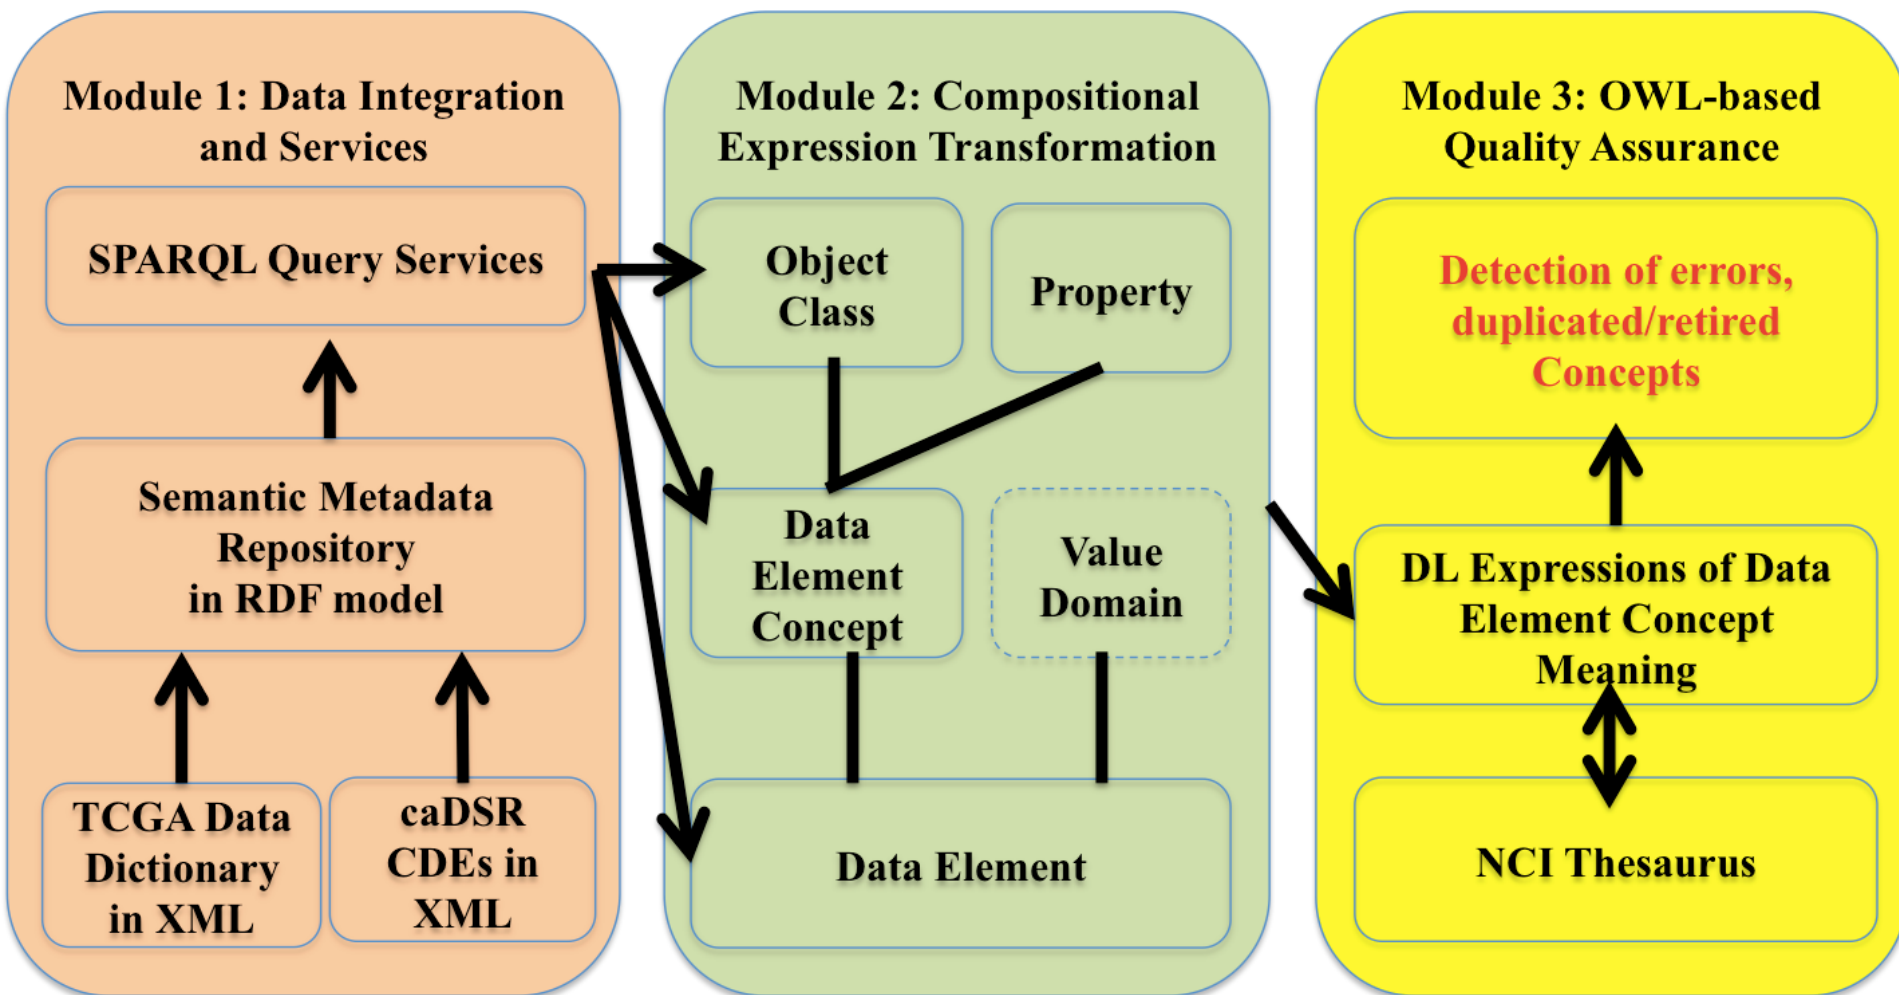 Module 1: Data Integration
and Services
SPARQL Query Services
Semantic Metadata
Repository
in RDF model
TCGA Data
Dictionary
in XML
caDSR
CDEs in
XML
Module 2: Compositional
Expression Transformation
Object
Class
Property
Data
Element
Concept
Value
Domain
Data Element
Module 3: OWL-based
Quality Assurance
Detection of errors,
duplicated/retired
Concepts
DL Expressions of Data
Element Concept
Meaning
NCI Thesaurus